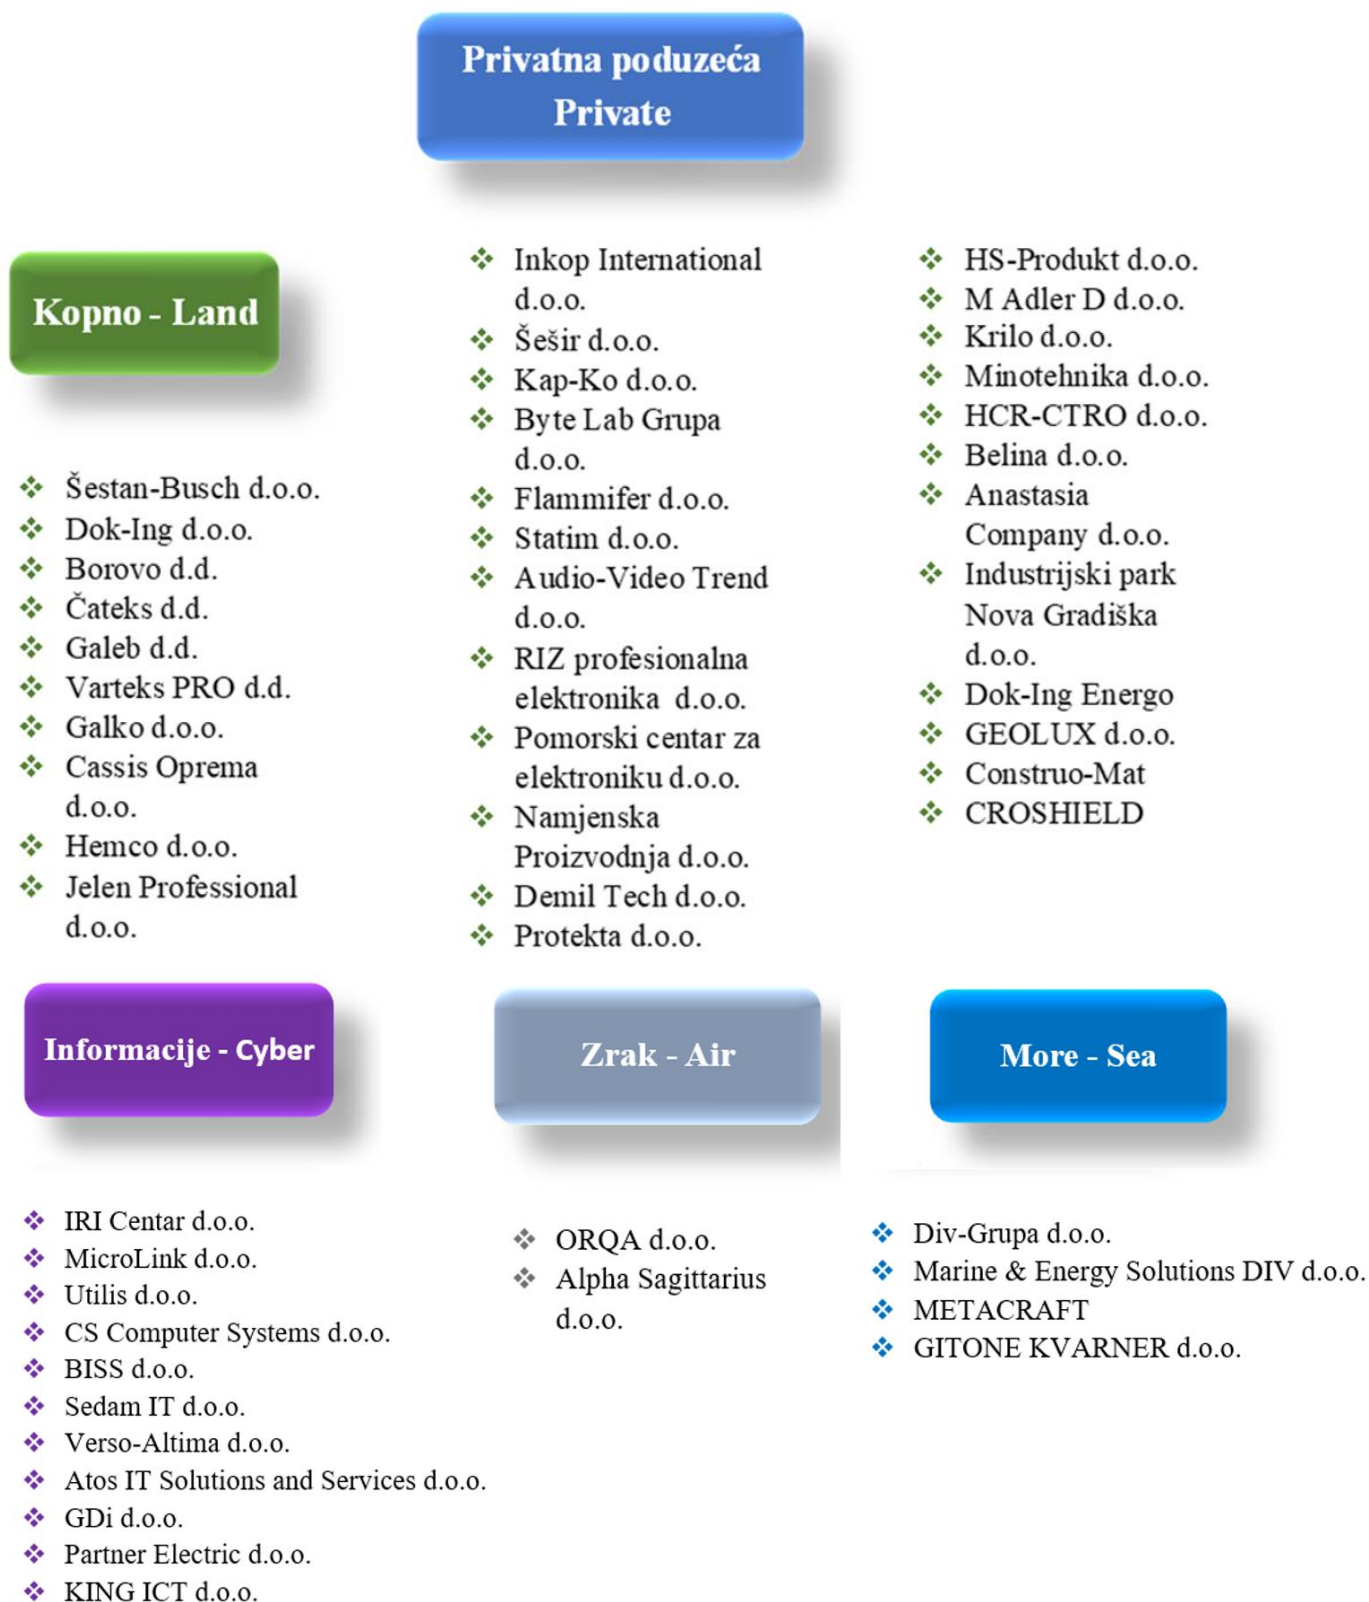 Privatna poduzeća
Private
Kopno - Land
Šestan-Busch d.o.o.
Dok-Ing d.o.o.
Borovo d.d.
Čateks d.d.
Galeb d.d.
Varteks PRO d.d.
Galko d.o.o.
Cassis Oprema
d.o.o.
Hemco d.o.o.
Jelen Professional
d.o.o.
Inkop International
d.o.o.
Šešir d.o.o.
Kap-Ko d.o.o.
Byte Lab Grupa
d.o.o.
Flammifer d.o.o.
Statim d.o.o.
Audio-Video Trend
d.o.o.
RIZ profesionalna
elektronika d.o.o.
Pomorski centar za
elektroniku d.o.o.
Namjenska
Proizvodnja d.o.o.
Demil Tech d.o.o.
Protekta d.o.o.
HS-Produkt d.o.o.
M Adler D d.o.o.
Krilo d.o.o.
Minotehnika d.o.o.
HCR-CTRO d.o.o.
Belina d.o.o.
Anastasia
Company d.o.o.
Industrijski park
Nova Gradiška
d.o.o.
Dok-Ing Energo
GEOLUX d.o.o.
Construo-Mat
CROSHIELD
Informacije - Cyber
IRI Centar d.o.o.
MicroLink d.o.o.
Utilis d.o.o.
CS Computer Systems d.o.o.
BISS d.o.o.
Sedam IT d.o.o.
Verso-Altima d.o.o.
Atos IT Solutions and Services d.o.o.
GDi d.o.o.
Partner Electric d.o.o.
KING ICT d.o.o.
Zrak - Air
ORQA d.o.o.
Alpha Sagittarius
d.o.o.
More - Sea
Div-Grupa d.o.o.
Marine & Energy Solutions DIV d.o.o.
METACRAFT
GITONE KVARNER d.o.o.